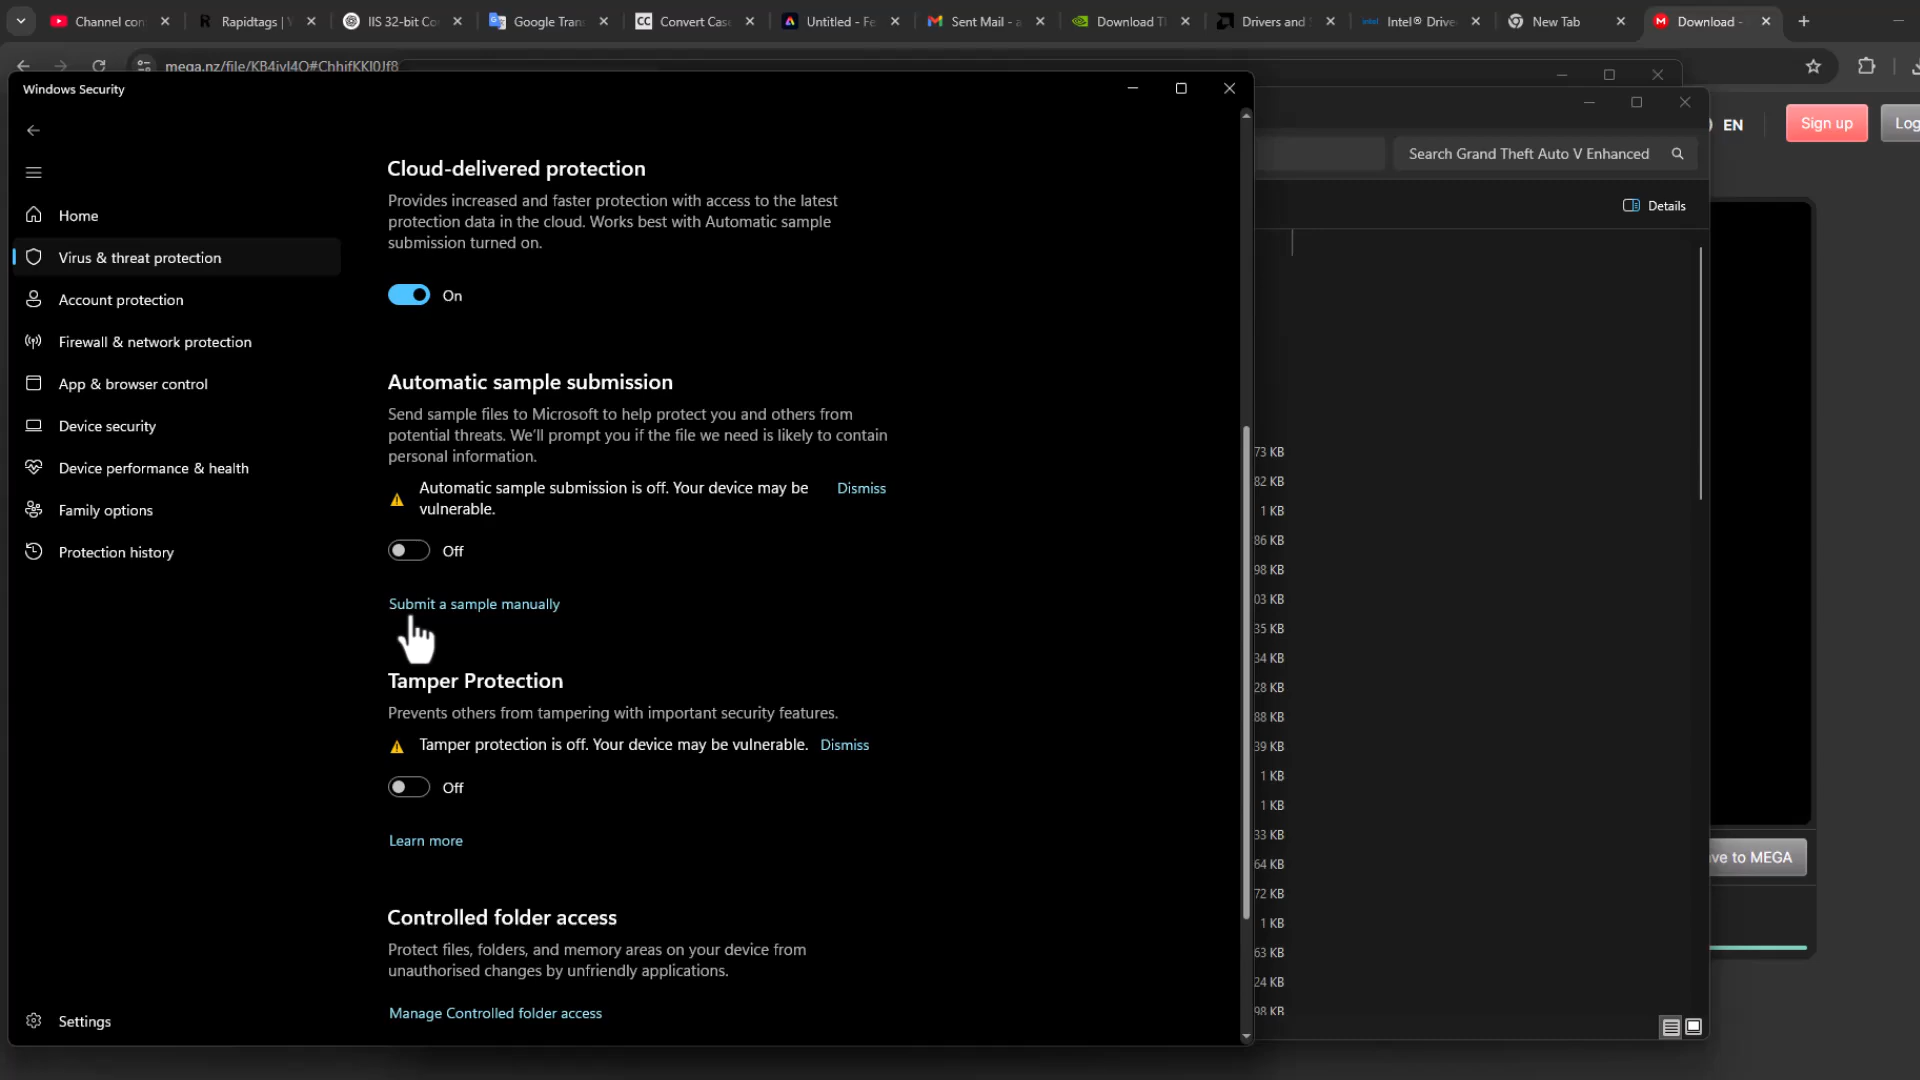 Channel con
Rapidtags | V
IIS 32-bit Co
Google Tran
Convert Case
Untitled - Fe
Sent Mail - a
Download Th
Drivers and S
Intel® Drive
New Tab
Download -
mega.nz/file/KB4ivl4O#ChhifKKl0Jf8
Windows Security
Home
Virus & threat protection
Account protection
Firewall & network protection
App & browser control
Device security
Device performance & health
Family options
Protection history
Settings
Cloud-delivered protection
Provides increased and faster protection with access to the latest
protection data in the cloud. Works best with Automatic sample
submission turned on.
On
Automatic sample submission
Send sample files to Microsoft to help protect you and others from
potential threats. We'll prompt you if the file we need is likely to contain
personal information.
Automatic sample submission is off. Your device may be Dismiss
vulnerable.
Off
Submit a sample manually
Tamper Protection
Prevents others from tampering with important security features.
Tamper protection is off. Your device may be vulnerable. Dismiss
Off
Learn more
Controlled folder access
Protect files, folders, and memory areas on your device from
unauthorised changes by unfriendly applications.
Manage Controlled folder access
Search Grand Theft Auto V Enhanced
Details
73 KB
82 KB
1 KB
86 KB
98 KB
03 KB
35 KB
34 KB
28 KB
88 KB
39 KB
1 KB
1 KB
33 KB
64 KB
72 KB
1 KB
63 KB
24 KB
98 KB
EN
Sign up
Log
ve to MEGA